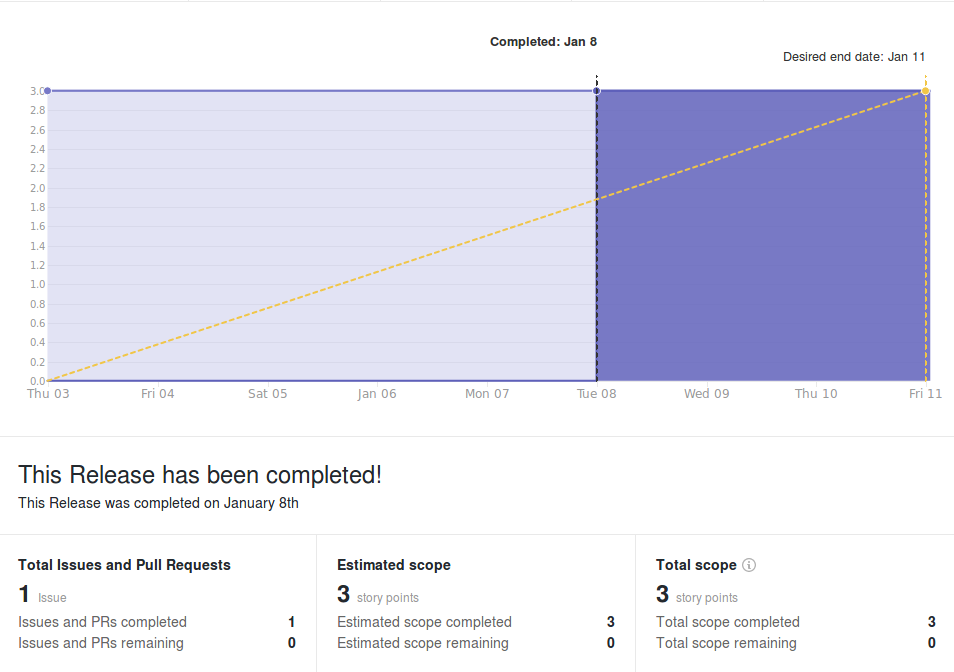 Completed: Jan 8
Desired end date: Jan 11
3.0
2.8
2.6
2.4
2.2
2.0
1.8
1.6
1.4
1.2
1.0
0.8
0.6
0.4
0.2
0.0
Thu 03 Fri 04 Sat 05 Jan 06 Mon 07 Tue 08 Wed 09 Thu 10 Fri 11
This Release has been completed!
This Release was completed on January 8th
Total Issues and Pull Requests
1 Issue
Issues and PRs completed 1
Issues and PRs remaining 0
Estimated scope
3 story points
Estimated scope completed 3
Estimated scope remaining 0
Total scope
3 story points
Total scope completed 3
Total scope remaining 0